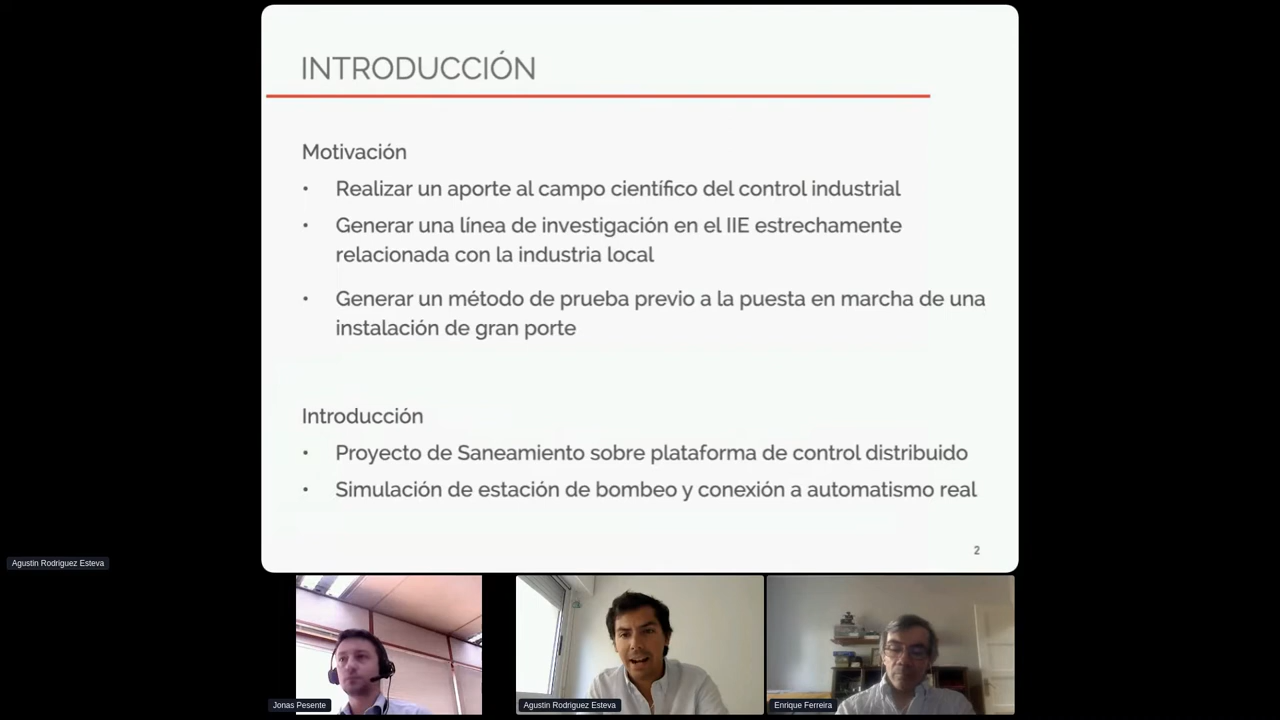 INTRODUCCIÓN
Motivación
• Realizar un aporte al campo científico del control industrial
• Generar una línea de investigación en el IIE estrechamente
relacionada con la industria local
• Generar un método de prueba previo a la puesta en marcha de una
instalación de gran porte
Introducción
• Proyecto de Saneamiento sobre plataforma de control distribuido
• Simulación de estación de bombeo y conexión a automatismo real
2
Agustin Rodriguez Esteva
Jonas Pesente
Agustin Rodriguez Esteva
Enrique Ferreira